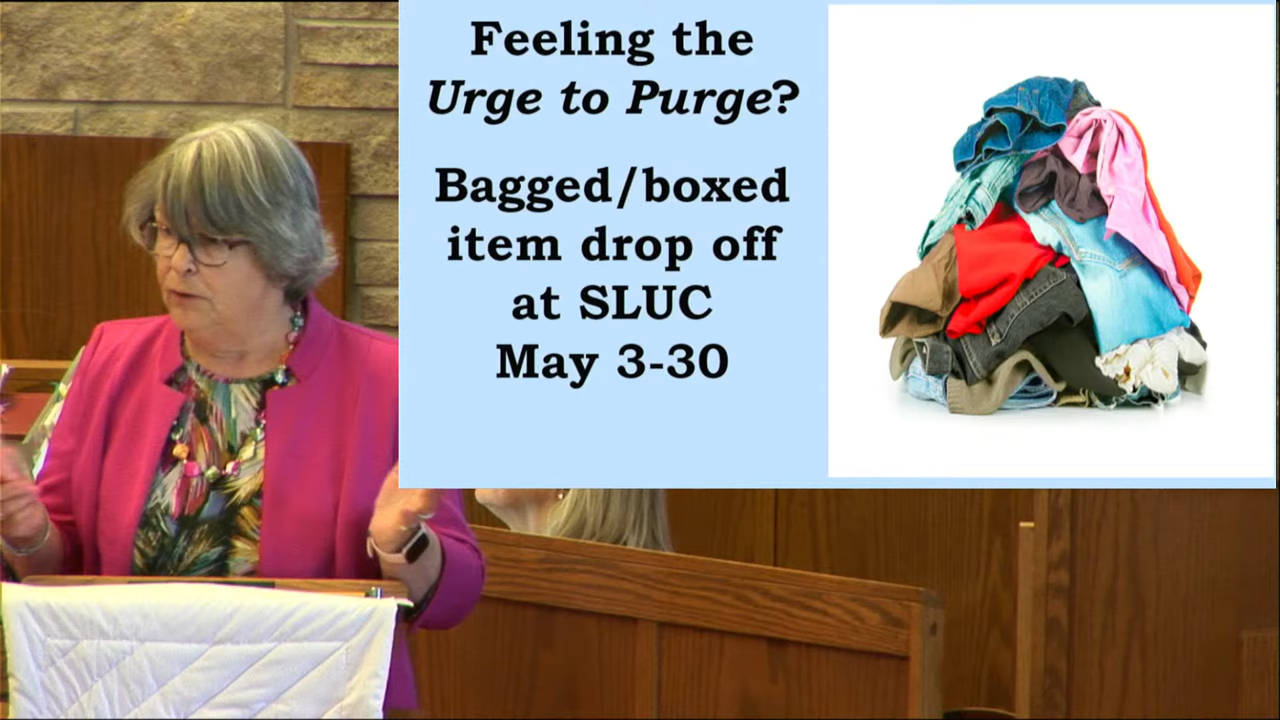 Feeling the
Urge to Purge?
Bagged/boxed
item drop off
at SLUC
May 3-30